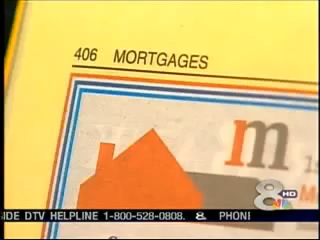 406 MORTGAGES
m
8 HD
IDE DTV HELPLINE 1-800-528-0808. 8. PHONI